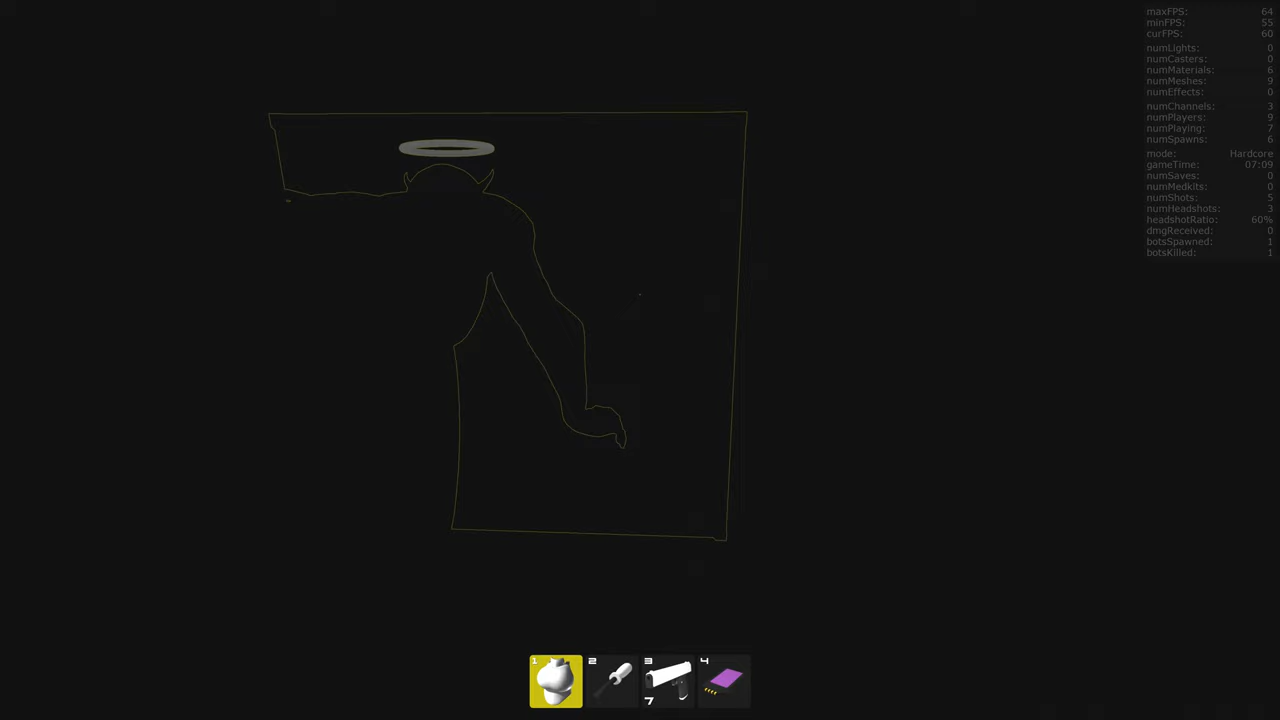 maxFPS: 64
minFPS: 55
curFPS: 60
numLights: 0
numCasters: 0
numMaterials: 6
numMeshes: 9
numEffects: 0
numChannels: 3
numPlayers: 9
numPlaying: 7
numSpawns: 6
mode: Hardcore
gameTime: 07:09
numSaves: 0
numMedkits: 0
numShots: 5
numHeadshots: 3
headshotRatio: 60%
dmgReceived: 0
botsSpawned: 1
botsKilled: 1
1 2 3 4
7